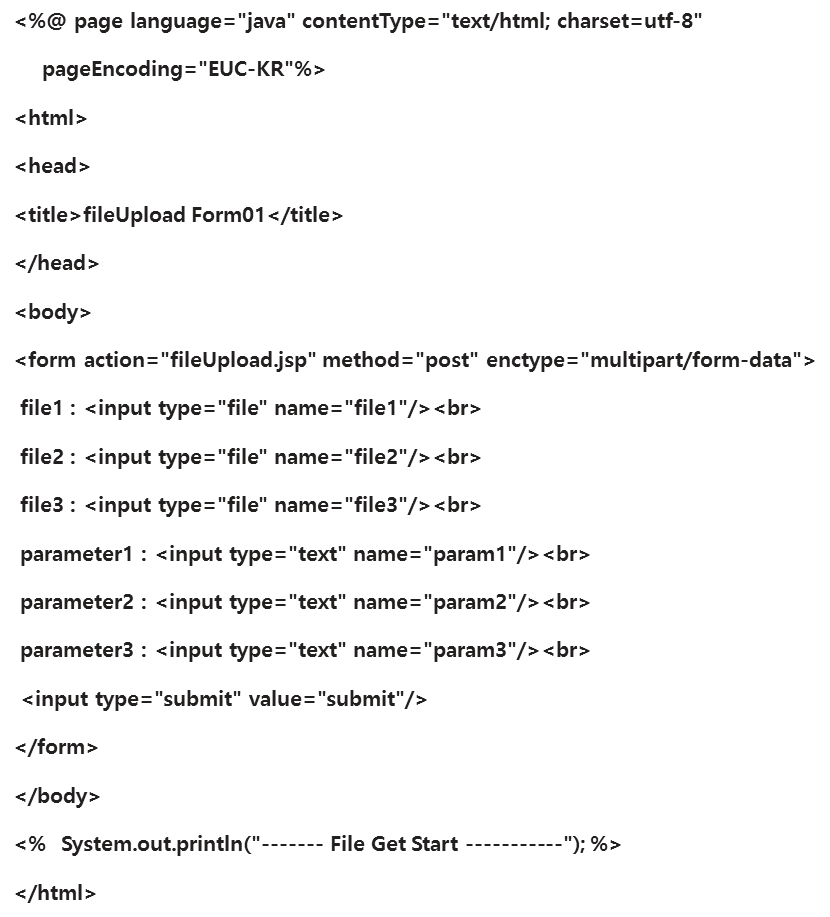 <%@ page language="java" contentType="text/html; charset=utf-8"
pageEncoding="EUC-KR"%>
<html>
<head>
<title>fileUpload Form01</title>
</head>
<body>
<form action="fileUpload.jsp" method="post" enctype="multipart/form-data">
file1 : <input type="file" name="file1"/><br>
file2 : <input type="file" name="file2"/><br>
file3 : <input type="file" name="file3"/><br>
parameter1 : <input type="text" name="param1"/><br>
parameter2 : <input type="text" name="param2"/><br>
parameter3 : <input type="text" name="param3"/><br>
<input type="submit" value="submit"/>
</form>
</body>
<% System.out.println("------- File Get Start -----------"); %>
</html>